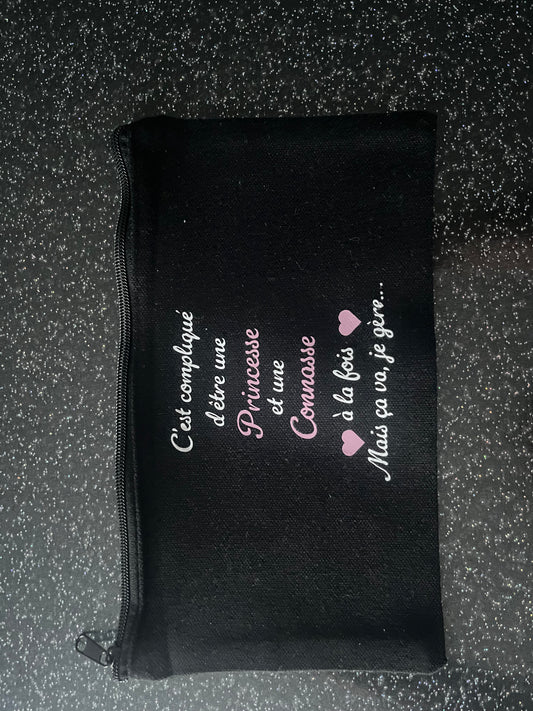 C'est compliqué
d'être une
Princesse
et une
Connasse
à la fois
Mais ça va, je gère...